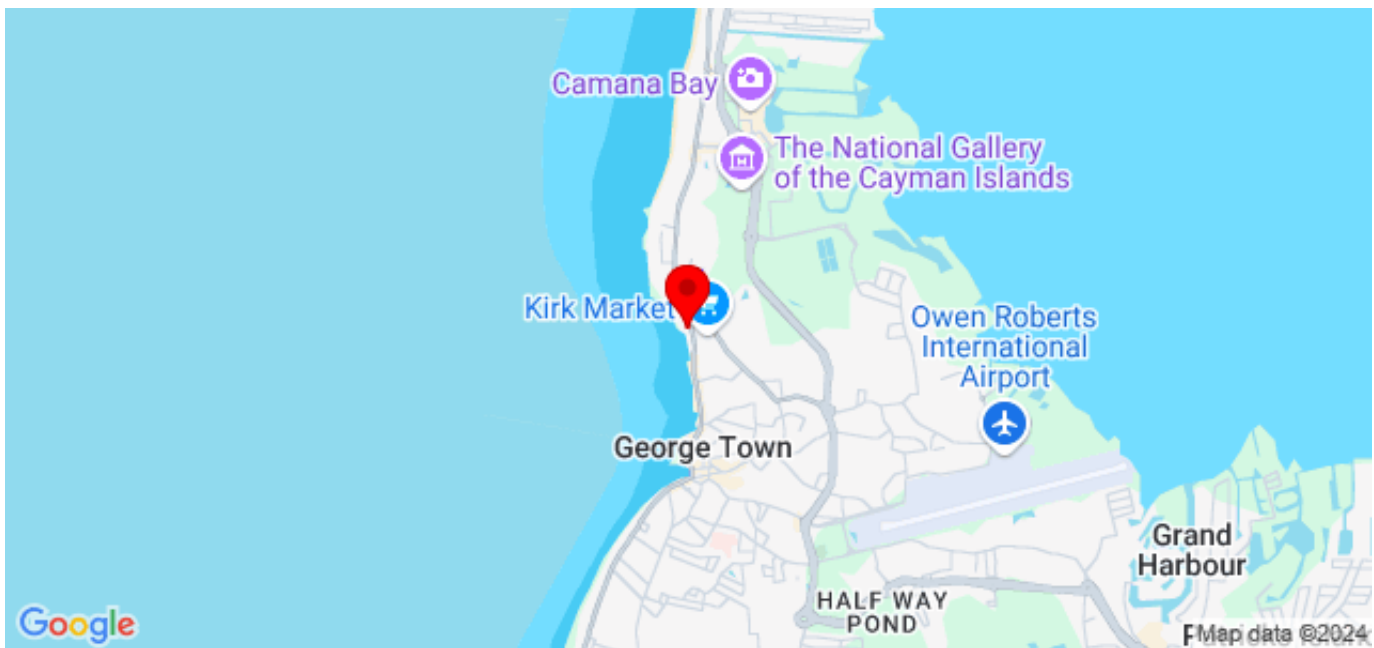 Camana Bay
The National Gallery
of the Cayman Islands
Kirk Market
Owen Roberts
International
Airport
George Town
Grand
Harbour
HALF WAY
POND
Google
Map data ©2024